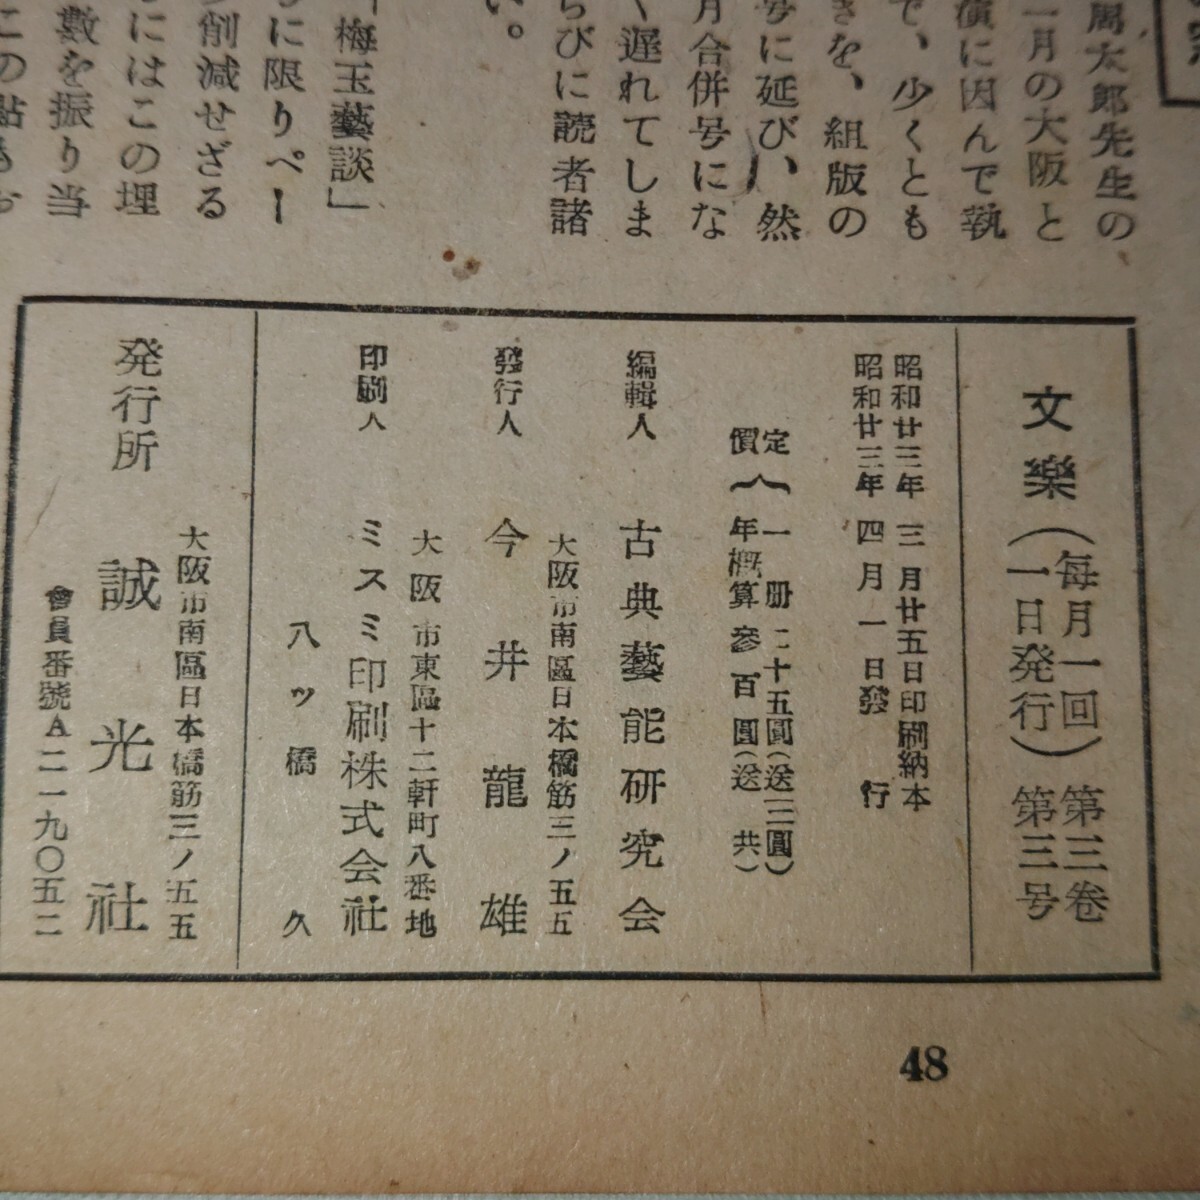 周太郎先生の
一月の大阪と
演に因んで執
で、少くとも
きを、組版の
号に延び、然
月合併号にな
く遅れてしま
らびに読者諸
い。
「梅玉藝談」
に限りペー
削減せざる
にはこの埋
數を振り当
この點もお
文樂(毎月一回)第三卷
(一日発行)第三号
昭和廿三年三月廿五日印刷納本
昭和廿三年四月一日發行
定價
一册二十五圓(送三圓)
一年概算參百圓(送共)
編輯人 古典藝能研究会
大阪市南區日本橋筋三ノ五五
發行人 今井龍雄
大阪市東區十二軒町八番地
印刷人 ミスミ印刷株式会社
八ッ橋久
大阪市南區日本橋筋三ノ五五
発行所 誠光社
會員番號A二一九〇五二
48